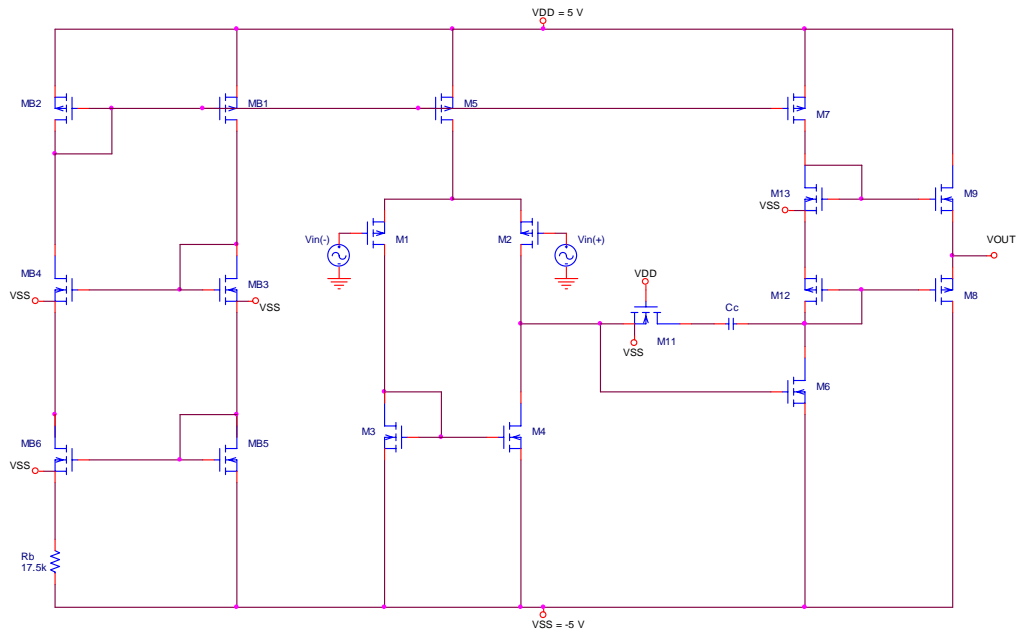 VDD = 5 V
MB2
MB1
M5
M7
M13
VSS
M9
Vin(-)
M1
M2
Vin(+)
VOUT
MB4
VSS
MB3
VSS
VDD
M12
M8
Cc
VSS
M11
M6
M3
M4
MB6
VSS
MB5
Rb
17.5k
VSS = -5 V